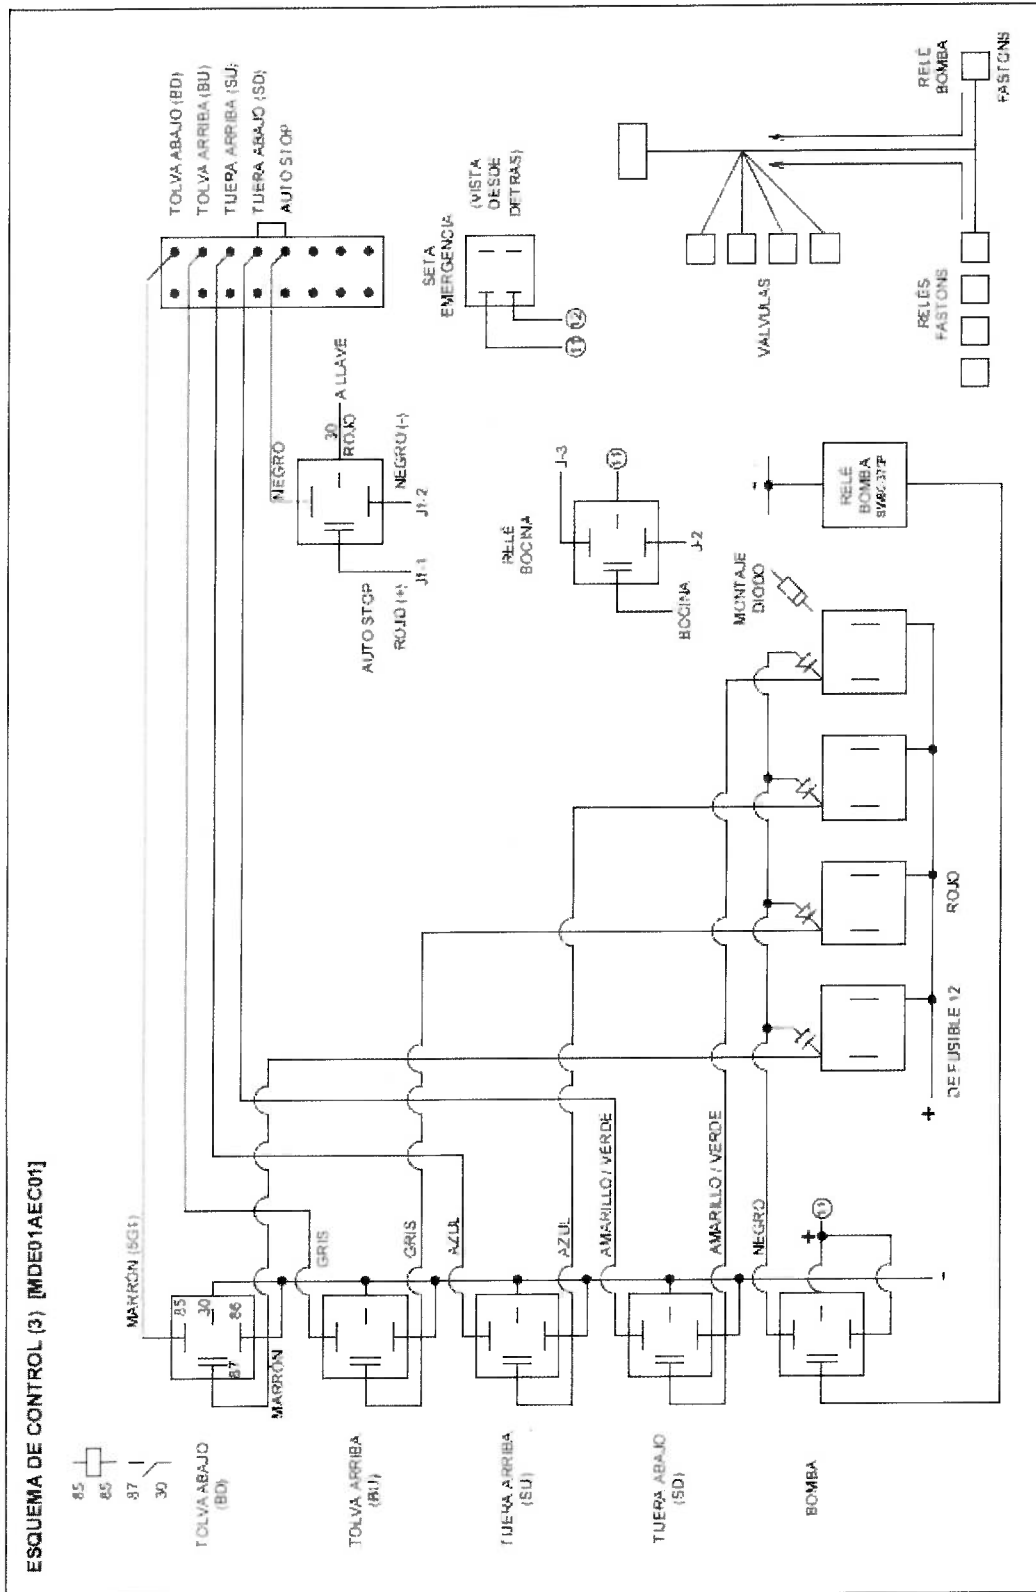 ESQUEMA DE CONTROL (3) [MDE01AEC01]
85
85
87
30
TOLVA ABAJO
(BD)
TOLVA ARRIBA
(BU)
TIJERA ARRIBA
(SU)
TIJERA ABAJO
(SD)
BOMBA
MARRÓN (SG1)
85
30
86
87
MARRÓN
GRIS
GRIS
AZUL
AZUL
AMARILLO / VERDE
AMARILLO / VERDE
NEGRO
+
11
-
TOLVA ABAJO (BD)
TOLVA ARRIBA (BU)
TIJERA ARRIBA (SU)
TIJERA ABAJO (SD)
AUTO STOP
NEGRO
30
ROJO
A LLAVE
NEGRO (-)
J1-2
AUTO STOP
ROJO (+)
J1-1
SETA
EMERGENCIA
(VISTA
DESDE
DETRAS)
11
12
RELÉ
BOCINA
J-3
11
J-2
BOCINA
MONTAJE
DIODO
-
RELÉ
BOMBA
+
DE FUSIBLE 12
ROJO
VALVULAS
RELÉS
FASTONS
RELÉ
BOMBA
FASTONS